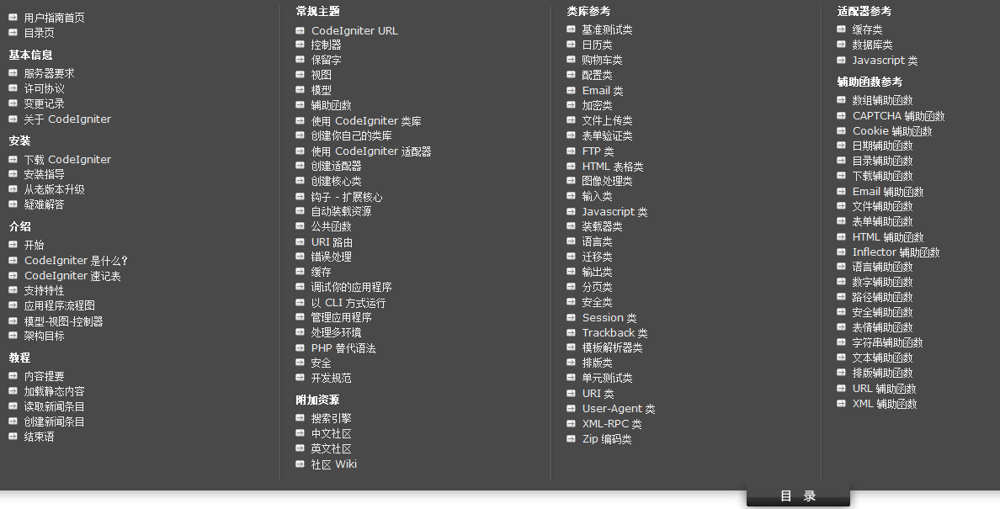 用户指南首页
目录页
基本信息
服务器要求
许可协议
变更记录
关于 CodeIgniter
安装
下载 CodeIgniter
安装指导
从老版本升级
疑难解答
介绍
开始
CodeIgniter 是什么?
CodeIgniter 速记表
支持特性
应用程序流程图
模型-视图-控制器
架构目标
教程
内容提要
加载静态内容
读取新闻条目
创建新闻条目
结束语
常规主题
CodeIgniter URL
控制器
保留字
视图
模型
辅助函数
使用 CodeIgniter 类库
创建你自己的类库
使用 CodeIgniter 适配器
创建适配器
创建核心类
钩子 - 扩展核心
自动装载资源
公共函数
URI 路由
错误处理
缓存
调试你的应用程序
以 CLI 方式运行
管理应用程序
处理多环境
PHP 替代语法
安全
开发规范
附加资源
搜索引擎
中文社区
英文社区
社区 Wiki
类库参考
基准测试类
日历类
购物车类
配置类
Email 类
加密类
文件上传类
表单验证类
FTP 类
HTML 表格类
图像处理类
输入类
Javascript 类
装载器类
语言类
迁移类
输出类
分页类
安全类
Session 类
Trackback 类
模板解析器类
排版类
单元测试类
URI 类
User-Agent 类
XML-RPC 类
Zip 编码类
适配器参考
缓存类
数据库类
Javascript 类
辅助函数参考
数组辅助函数
CAPTCHA 辅助函数
Cookie 辅助函数
日期辅助函数
目录辅助函数
下载辅助函数
Email 辅助函数
文件辅助函数
表单辅助函数
HTML 辅助函数
Inflector 辅助函数
语言辅助函数
数字辅助函数
路径辅助函数
安全辅助函数
表情辅助函数
字符串辅助函数
文本辅助函数
排版辅助函数
URL 辅助函数
XML 辅助函数
目 录